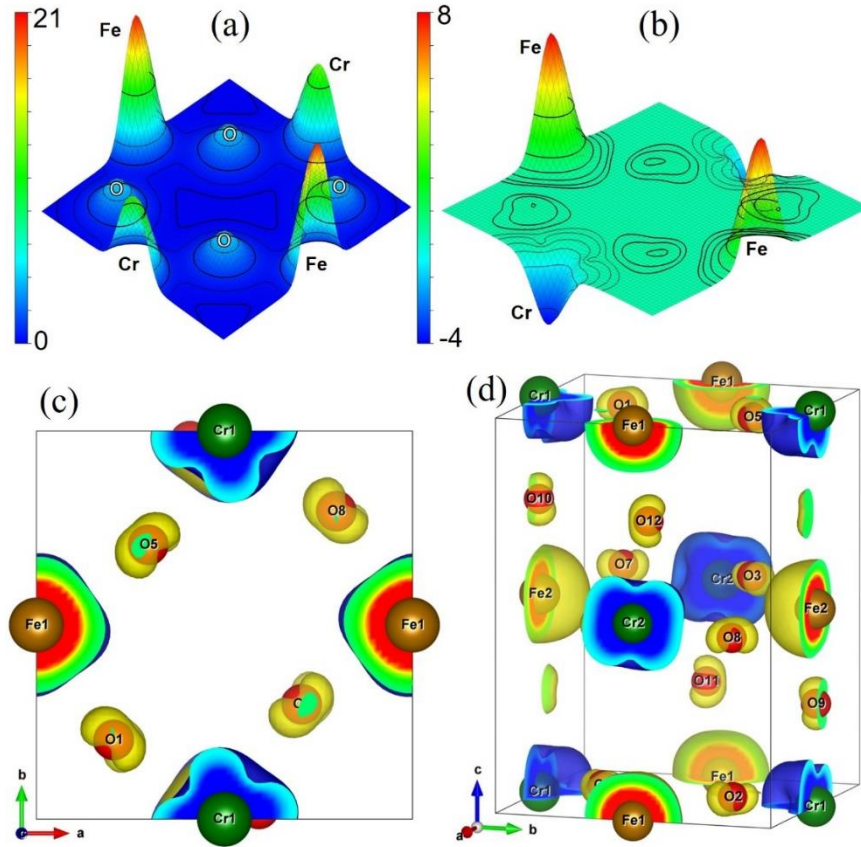 21
(a)
Fe
Cr
O
O
O
O
Cr
Fe
0
8
(b)
Fe
Fe
Cr
-4
(c)
Cr1
O8
O5
Fe1
Fe1
O
O1
Cr1
b
a
(d)
Fe1
Cr1
O1
O5
Cr1
Fe1
O10
O12
O7
Cr2
O3
Fe2
Fe2
Cr2
O8
O11
O9
Fe1
Cr1
O
O2
Cr1
Fe1
c
a
b